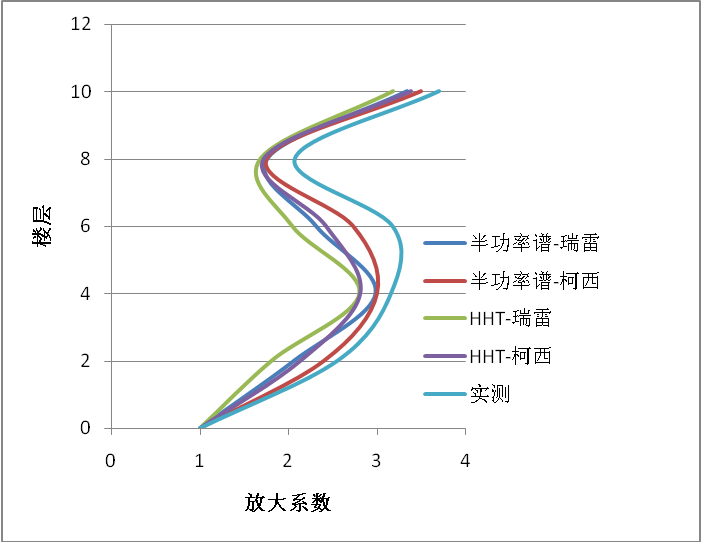 12
10
8
6
4
2
0
楼层
0 1 2 3 4
放大系数
半功率谱-瑞雷
半功率谱-柯西
HHT-瑞雷
HHT-柯西
实测